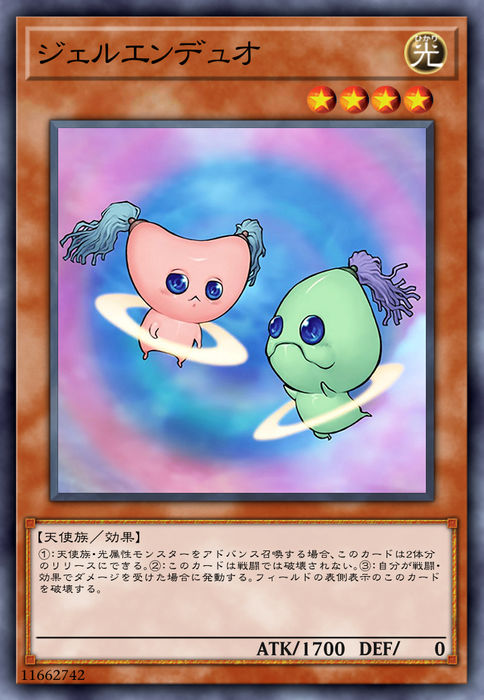 ジェルエンデュオ
光
ひかり
【天使族／効果】
①：天使族・光属性モンスターをアドバンス召喚する場合、このカードは2体分
のリリースにできる。②：このカードは戦闘では破壊されない。③：自分が戦闘・
効果でダメージを受けた場合に発動する。フィールドの表側表示のこのカード
を破壊する。
ATK/1700 DEF/ 0
11662742